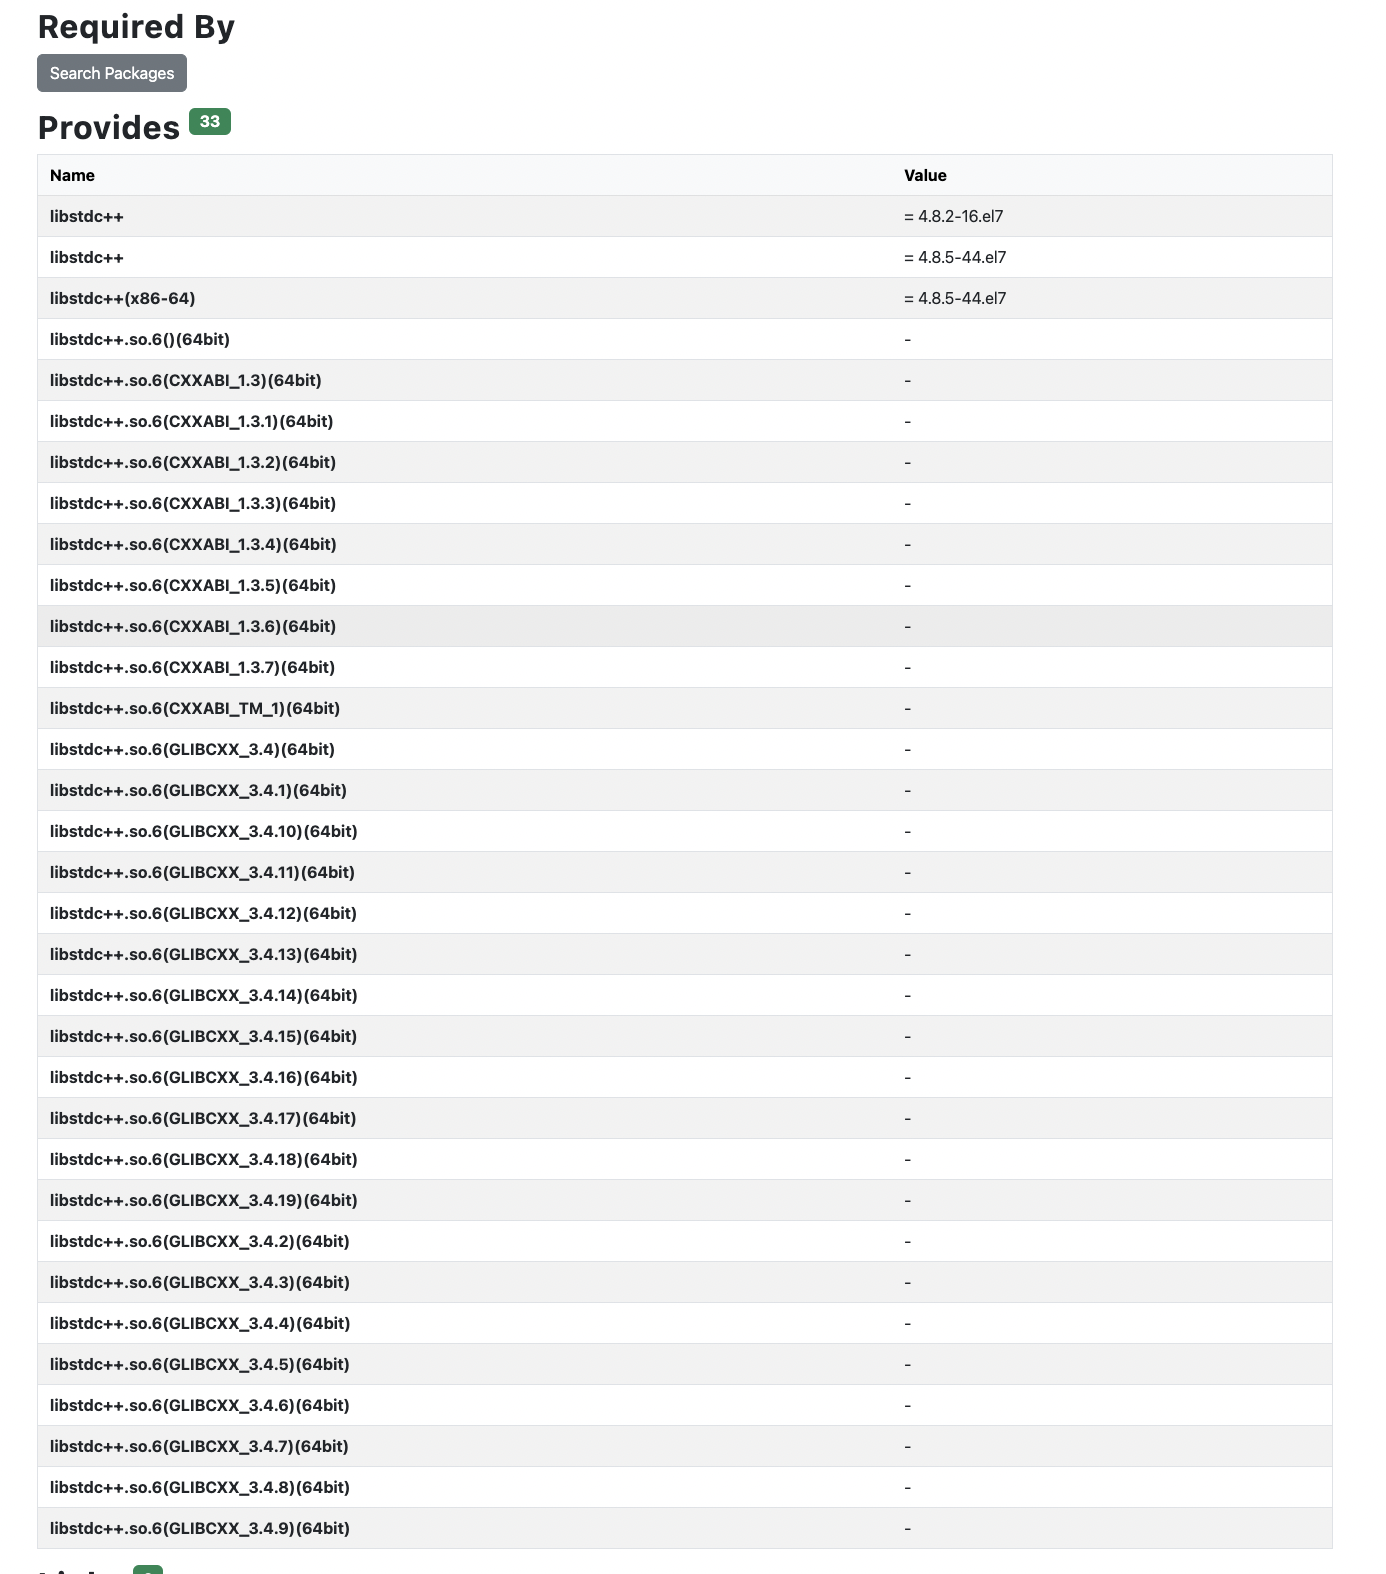 Required By
Search Packages
Provides 33
Name Value
libstdc++ = 4.8.2-16.el7
libstdc++ = 4.8.5-44.el7
libstdc++(x86-64) = 4.8.5-44.el7
libstdc++.so.6()(64bit) -
libstdc++.so.6(CXXABI_1.3)(64bit) -
libstdc++.so.6(CXXABI_1.3.1)(64bit) -
libstdc++.so.6(CXXABI_1.3.2)(64bit) -
libstdc++.so.6(CXXABI_1.3.3)(64bit) -
libstdc++.so.6(CXXABI_1.3.4)(64bit) -
libstdc++.so.6(CXXABI_1.3.5)(64bit) -
libstdc++.so.6(CXXABI_1.3.6)(64bit) -
libstdc++.so.6(CXXABI_1.3.7)(64bit) -
libstdc++.so.6(CXXABI_TM_1)(64bit) -
libstdc++.so.6(GLIBCXX_3.4)(64bit) -
libstdc++.so.6(GLIBCXX_3.4.1)(64bit) -
libstdc++.so.6(GLIBCXX_3.4.10)(64bit) -
libstdc++.so.6(GLIBCXX_3.4.11)(64bit) -
libstdc++.so.6(GLIBCXX_3.4.12)(64bit) -
libstdc++.so.6(GLIBCXX_3.4.13)(64bit) -
libstdc++.so.6(GLIBCXX_3.4.14)(64bit) -
libstdc++.so.6(GLIBCXX_3.4.15)(64bit) -
libstdc++.so.6(GLIBCXX_3.4.16)(64bit) -
libstdc++.so.6(GLIBCXX_3.4.17)(64bit) -
libstdc++.so.6(GLIBCXX_3.4.18)(64bit) -
libstdc++.so.6(GLIBCXX_3.4.19)(64bit) -
libstdc++.so.6(GLIBCXX_3.4.2)(64bit) -
libstdc++.so.6(GLIBCXX_3.4.3)(64bit) -
libstdc++.so.6(GLIBCXX_3.4.4)(64bit) -
libstdc++.so.6(GLIBCXX_3.4.5)(64bit) -
libstdc++.so.6(GLIBCXX_3.4.6)(64bit) -
libstdc++.so.6(GLIBCXX_3.4.7)(64bit) -
libstdc++.so.6(GLIBCXX_3.4.8)(64bit) -
libstdc++.so.6(GLIBCXX_3.4.9)(64bit) -